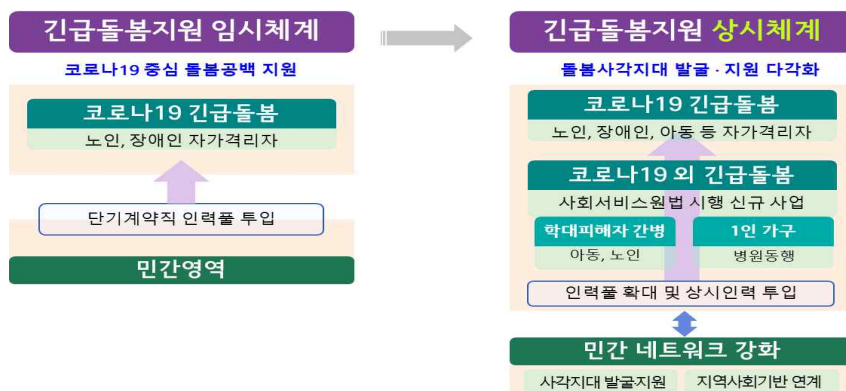 긴급돌봄지원 임시체계
코로나19 중심 돌봄공백 지원
코로나19 긴급돌봄
노인, 장애인 자가격리자
단기계약직 인력풀 투입
민간영역
긴급돌봄지원 상시체계
돌봄사각지대 발굴·지원 다각화
코로나19 긴급돌봄
노인, 장애인, 아동 등 자가격리자
코로나19 외 긴급돌봄
사회서비스원법 시행 신규 사업
학대피해자 간병
아동, 노인
1인 가구
병원동행
인력풀 확대 및 상시인력 투입
민간 네트워크 강화
사각지대 발굴지원
지역사회기반 연계